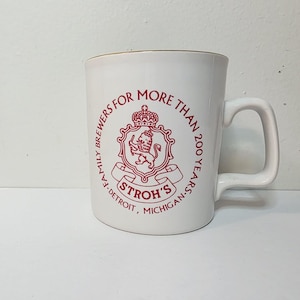 FAMILY BREWERS FOR MORE THAN 200 YEARS
STROH'S
DETROIT, MICHIGAN